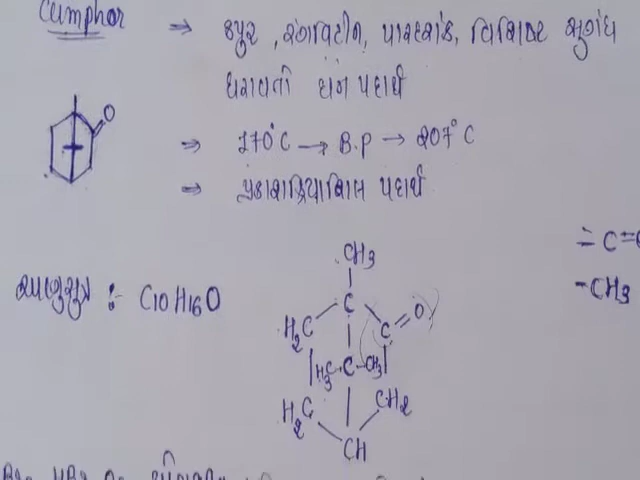 Camphor ⇒ કપુર, રંગવિહીન, પારદર્શક, વિશિષ્ટ સુગંધ
ધરાવતો ઘન પદાર્થ
O
⇒ 170°C → B.P → 207°C
⇒ પ્રકાશક્રિયાશિલ પદાર્થ
= C=O
-CH3
અણુસુત્ર :- C10H16O
CH3
C
H2C C=O
H3C-C-CH3
H2C CH2
CH